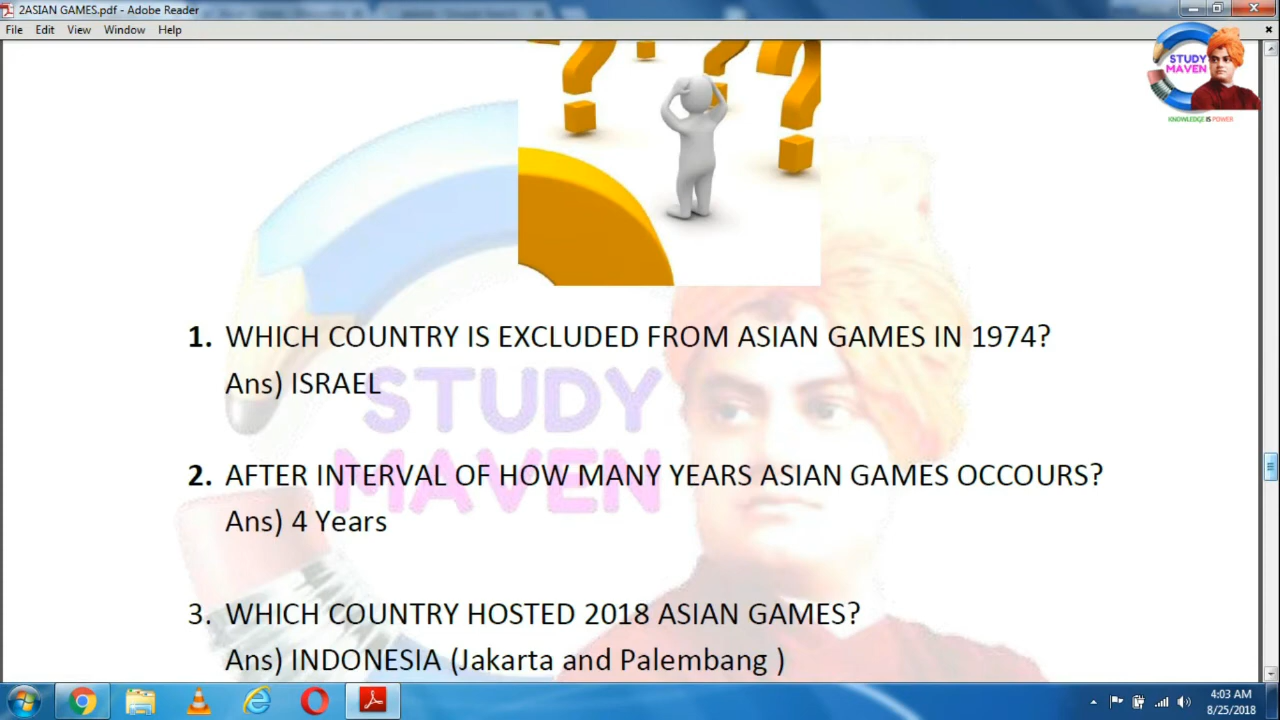 2ASIAN GAMES.pdf - Adobe Reader
File Edit View Window Help
STUDY
MAVEN
KNOWLEDGE IS POWER
1. WHICH COUNTRY IS EXCLUDED FROM ASIAN GAMES IN 1974?
Ans) ISRAEL
STUDY
MAVEN
2. AFTER INTERVAL OF HOW MANY YEARS ASIAN GAMES OCCOURS?
Ans) 4 Years
3. WHICH COUNTRY HOSTED 2018 ASIAN GAMES?
Ans) INDONESIA (Jakarta and Palembang )
4:03 AM
8/25/2018